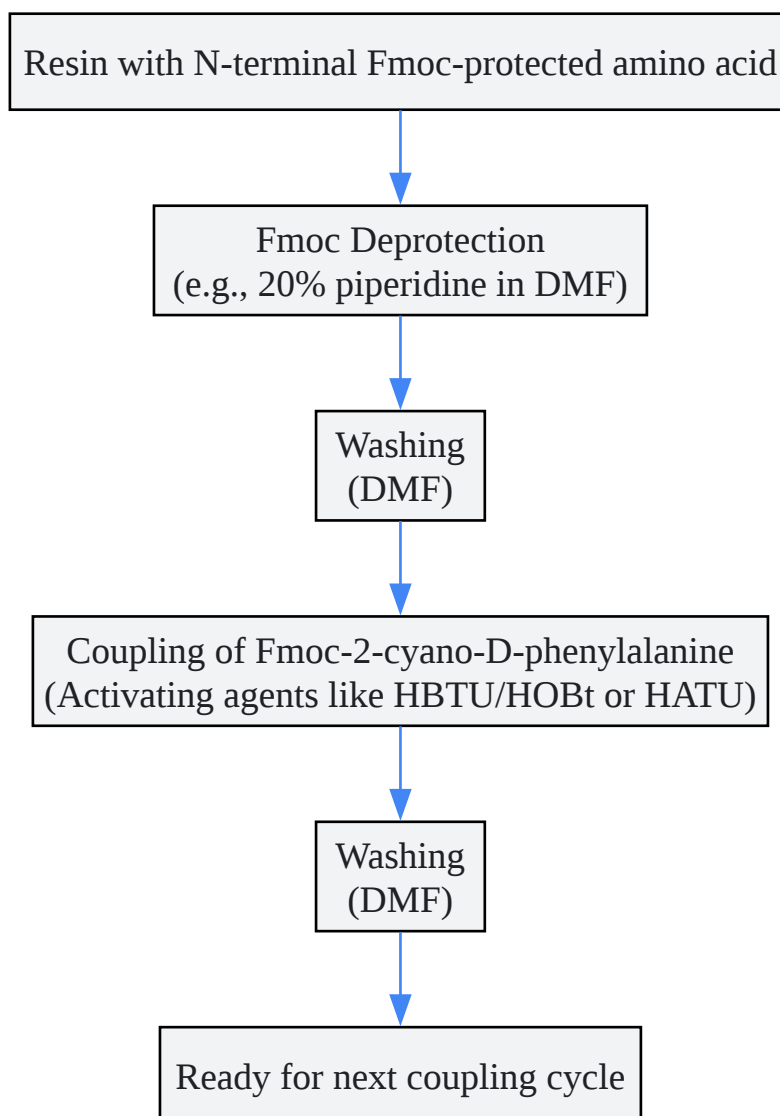 Resin with N-terminal Fmoc-protected amino acid
Fmoc Deprotection
(e.g., 20% piperidine in DMF)
Washing
(DMF)
Coupling of Fmoc-2-cyano-D-phenylalanine
(Activating agents like HBTU/HOBt or HATU)
Washing
(DMF)
Ready for next coupling cycle